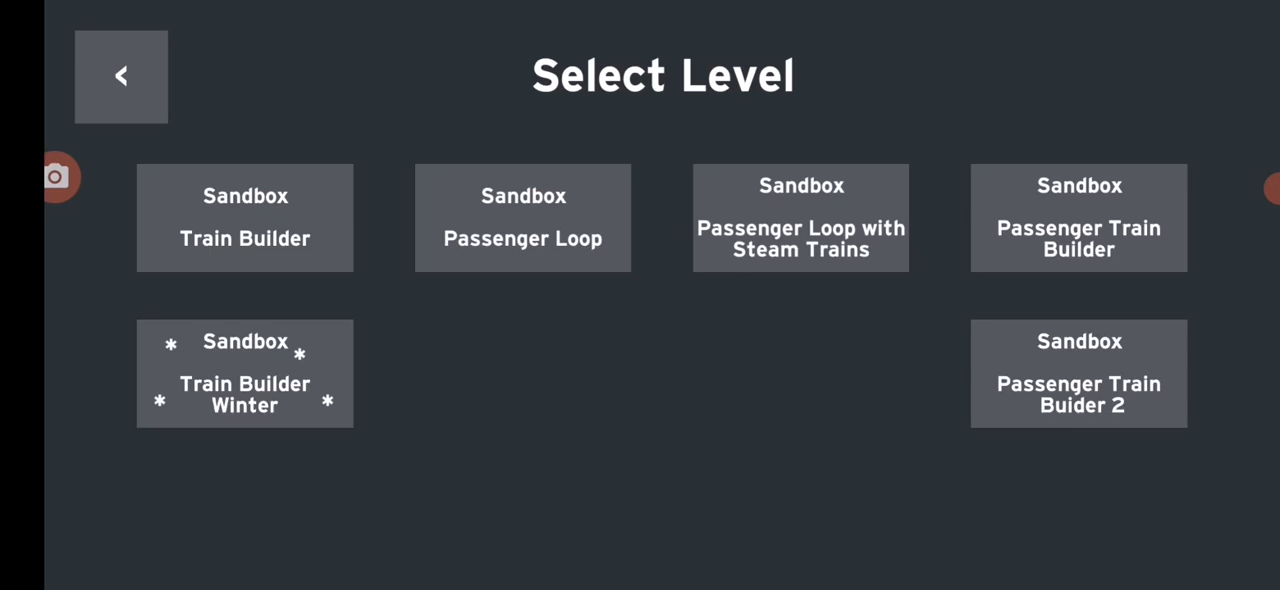 <
Select Level
Sandbox
Train Builder
Sandbox
Passenger Loop
Sandbox
Passenger Loop with
Steam Trains
Sandbox
Passenger Train
Builder
* Sandbox *
* Train Builder
Winter *
Sandbox
Passenger Train
Buider 2